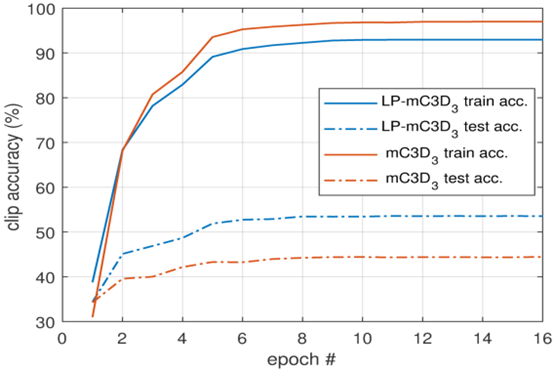 100
90
80
70
60
50
40
30
0 2 4 6 8 10 12 14 16
clip accuracy (%)
epoch #
LP-mC3D3 train acc.
LP-mC3D3 test acc.
mC3D3 train acc.
mC3D3 test acc.